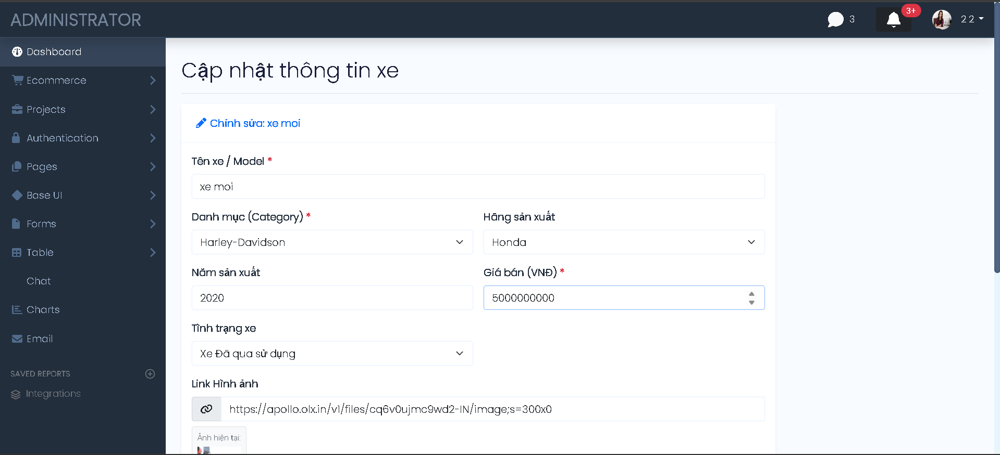 ADMINISTRATOR
3
3+
2 2
Dashboard
Ecommerce
Projects
Authentication
Pages
Base UI
Forms
Table
Chat
Charts
Email
SAVED REPORTS
Integrations
Cập nhật thông tin xe
Chỉnh sửa: xe moi
Tên xe / Model *
xe moi
Danh mục (Category) *
Hãng sản xuất
Harley-Davidson
Honda
Năm sản xuất
Giá bán (VNĐ) *
2020
5000000000
Tình trạng xe
Xe Đã qua sử dụng
Link Hình ảnh
https://apollo.olx.in/v1/files/cq6v0ujmc9wd2-IN/image;s=300x0
Ảnh hiện tại: